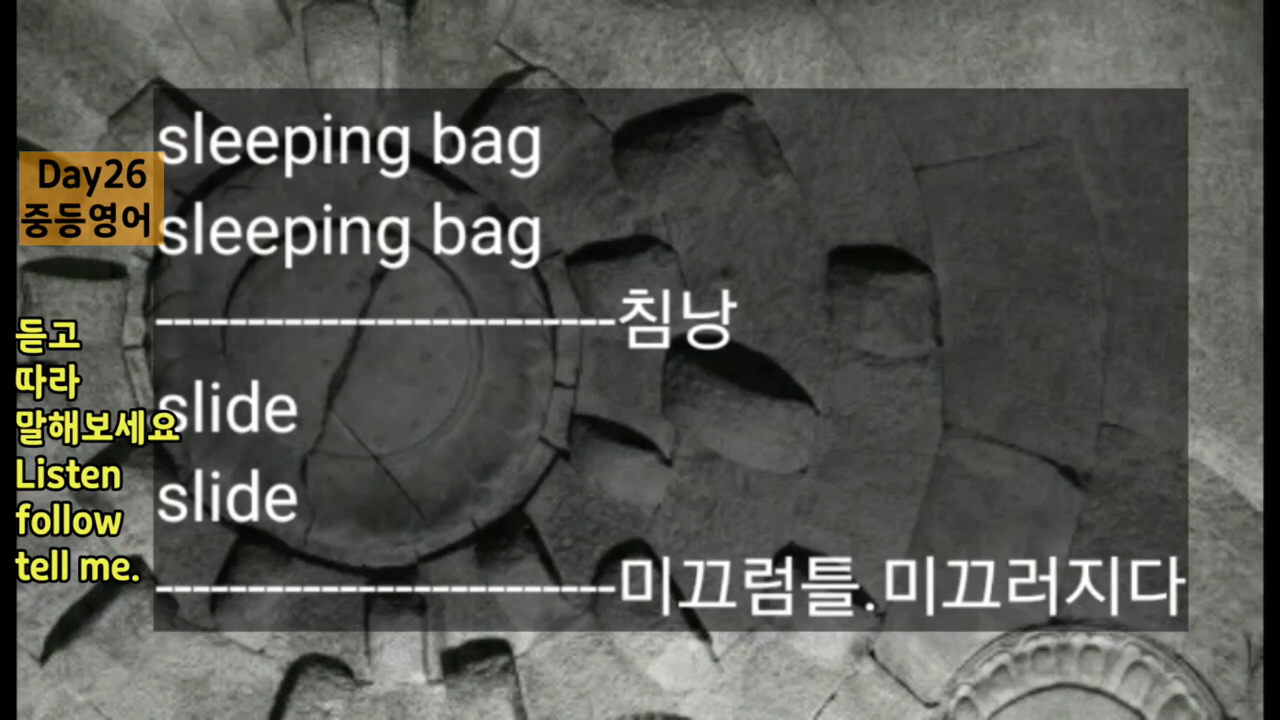 Day26
중등영어
듣고
따라
말해보세요
Listen
follow
tell me.
sleeping bag
sleeping bag
-------------------------침낭
slide
slide
-------------------------미끄럼틀.미끄러지다